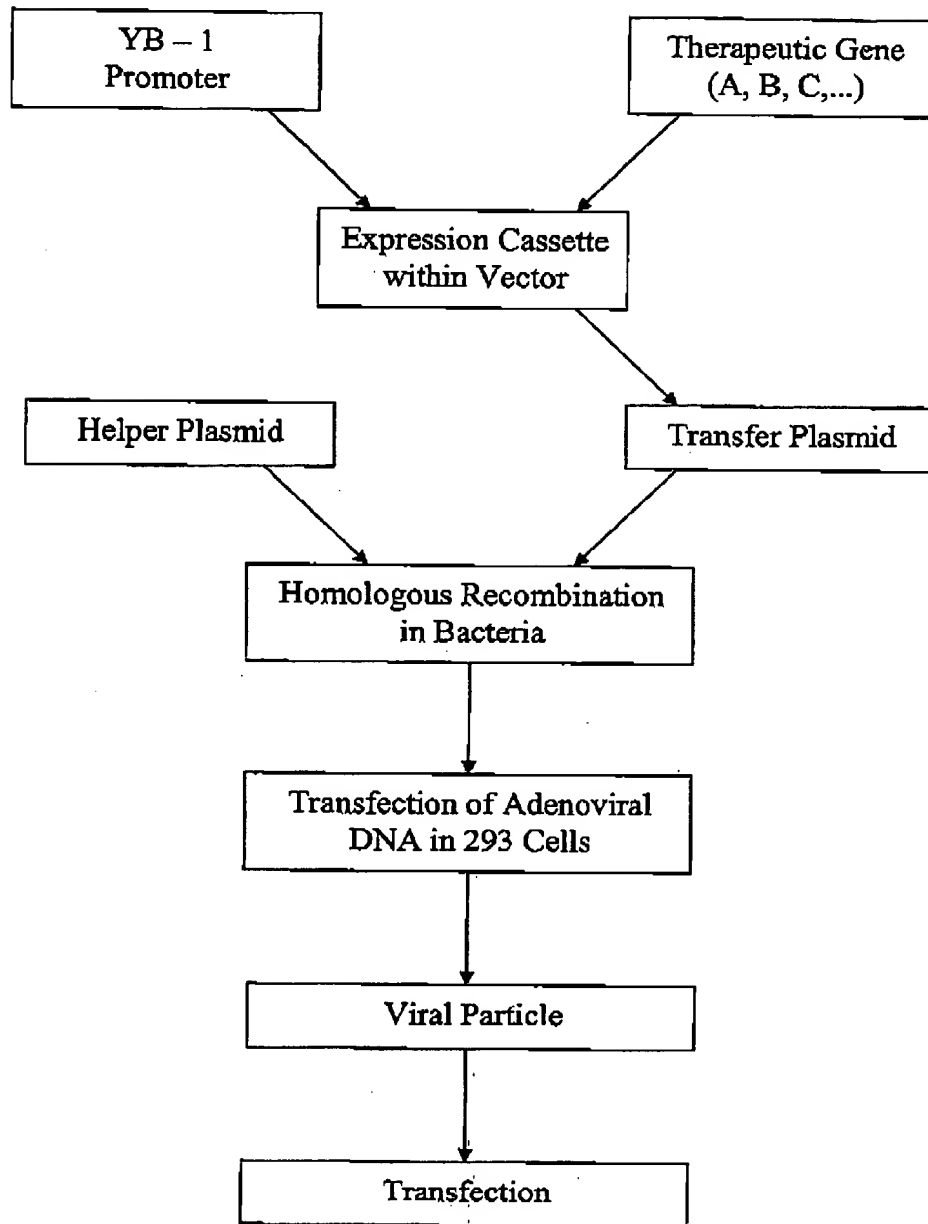 YB – 1
Promoter
Therapeutic Gene
(A, B, C,...)
Expression Cassette
within Vector
Helper Plasmid
Transfer Plasmid
Homologous Recombination
in Bacteria
Transfection of Adenoviral
DNA in 293 Cells
Viral Particle
Transfection